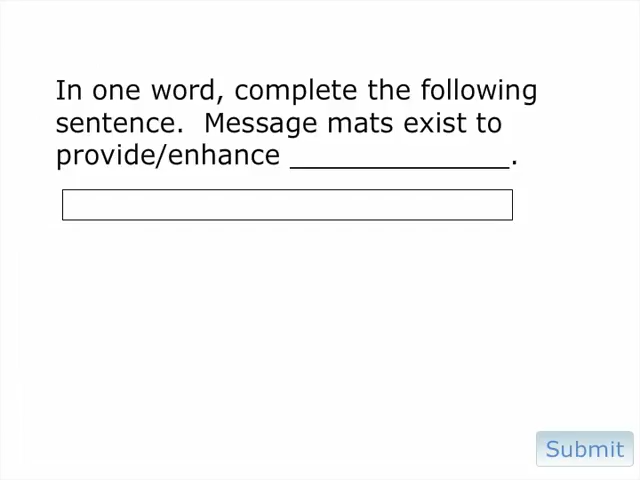 In one word, complete the following
sentence.  Message mats exist to
provide/enhance ______________.
Submit